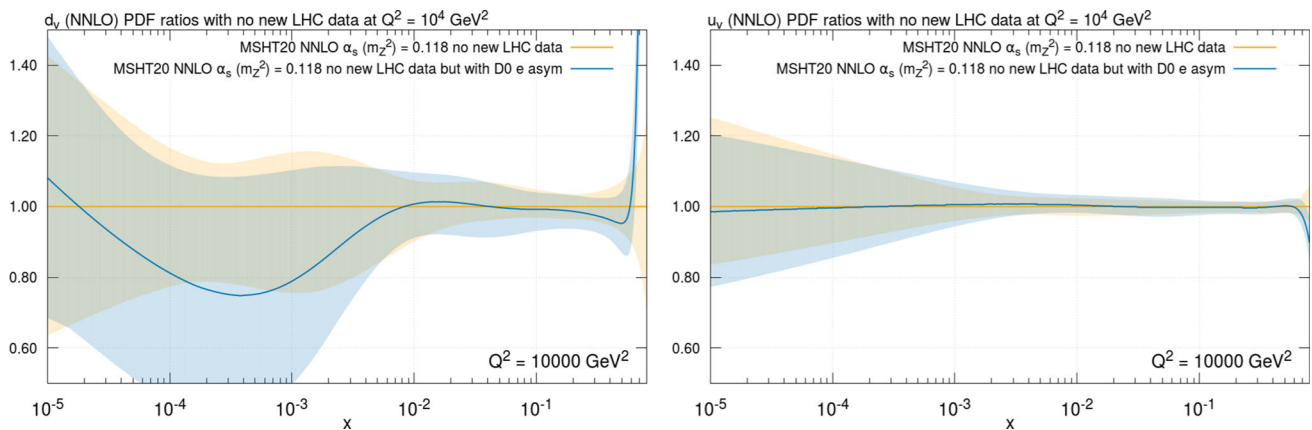 d_v (NNLO) PDF ratios with no new LHC data at Q² = 10⁴ GeV²
MSHT20 NNLO α_s (m_Z²) = 0.118 no new LHC data
MSHT20 NNLO α_s (m_Z²) = 0.118 no new LHC data but with D0 e asym
1.40
1.20
1.00
0.80
0.60
Q² = 10000 GeV²
10⁻⁵ 10⁻⁴ 10⁻³ 10⁻² 10⁻¹
x
u_v (NNLO) PDF ratios with no new LHC data at Q² = 10⁴ GeV²
MSHT20 NNLO α_s (m_Z²) = 0.118 no new LHC data
MSHT20 NNLO α_s (m_Z²) = 0.118 no new LHC data but with D0 e asym
1.40
1.20
1.00
0.80
0.60
Q² = 10000 GeV²
10⁻⁵ 10⁻⁴ 10⁻³ 10⁻² 10⁻¹
x